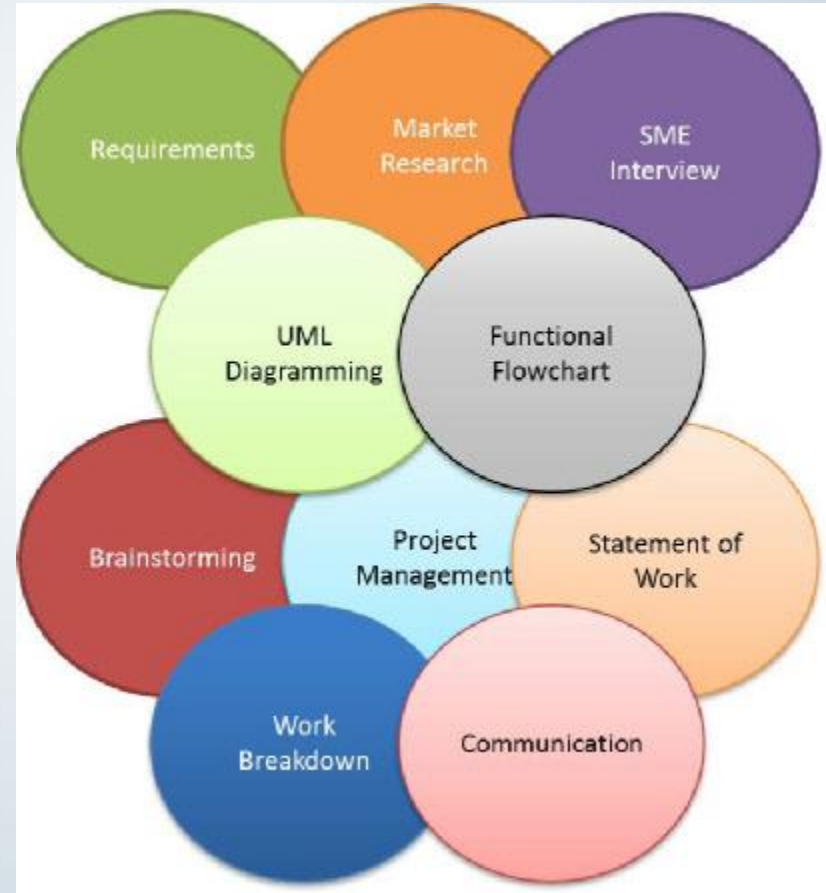 Requirements
Market
Research
SME
Interview
UML
Diagramming
Functional
Flowchart
Brainstorming
Project
Management
Statement of
Work
Work
Breakdown
Communication